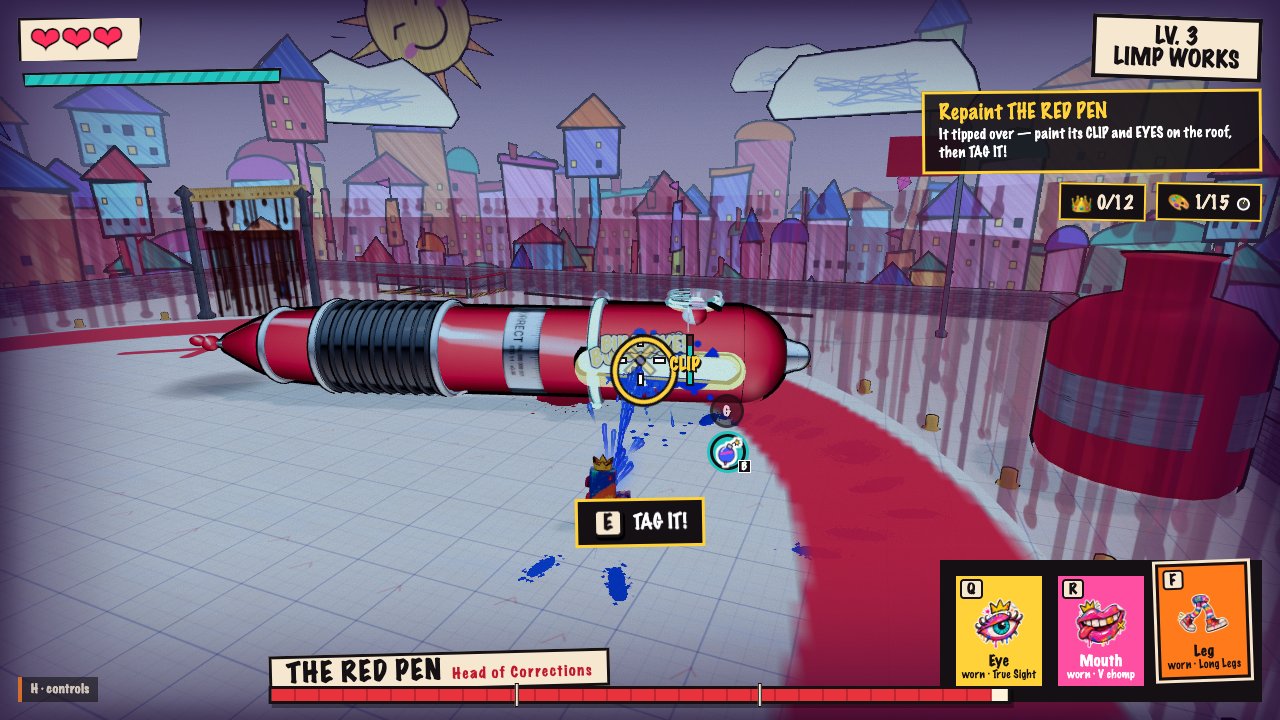 LV. 3
LIMP WORKS
Repaint THE RED PEN
It tipped over — paint its CLIP and EYES on the roof,
then TAG IT!
0/12
1/15
CLIP
G
B
E TAG IT!
Q
Eye
worn · True Sight
R
Mouth
worn · V chomp
F
Leg
worn · Long Legs
THE RED PEN Head of Corrections
H · controls